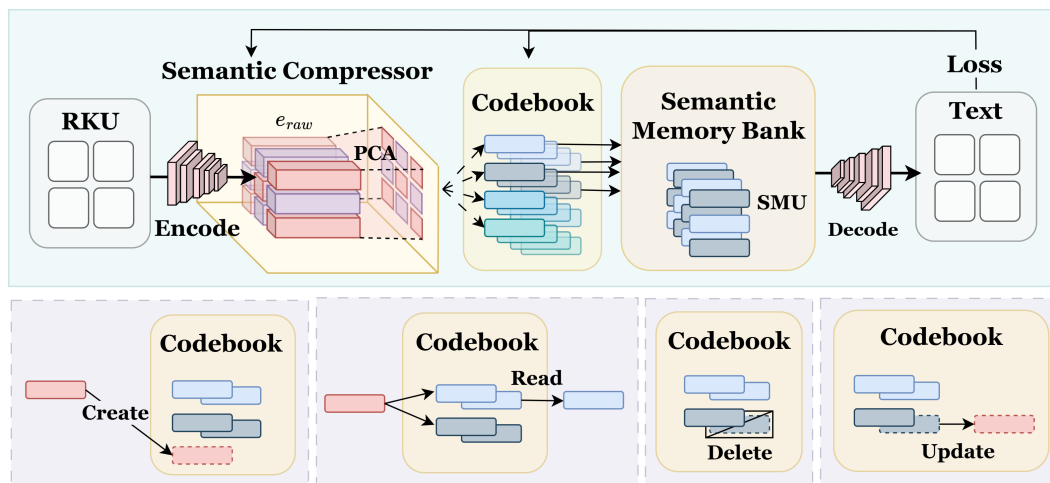 Semantic Compressor
RKU
e_raw
PCA
Encode
Codebook
Semantic
Memory Bank
SMU
Decode
Loss
Text
Codebook
Create
Codebook
Read
Codebook
Delete
Codebook
Update